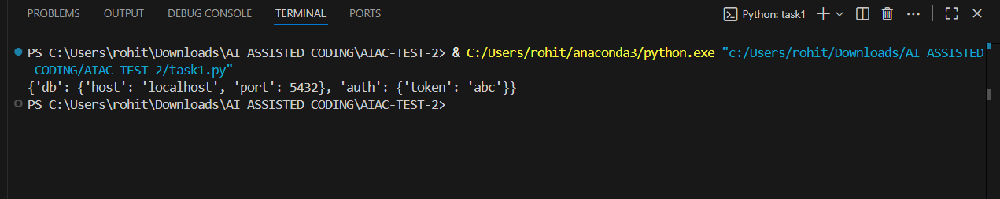 PROBLEMS OUTPUT DEBUG CONSOLE TERMINAL PORTS Python: task1
PS C:\Users\rohit\Downloads\AI ASSISTED CODING\AIAC-TEST-2> & C:/Users/rohit/anaconda3/python.exe "c:/Users/rohit/Downloads/AI ASSISTED
CODING/AIAC-TEST-2/task1.py"
{'db': {'host': 'localhost', 'port': 5432}, 'auth': {'token': 'abc'}}
PS C:\Users\rohit\Downloads\AI ASSISTED CODING\AIAC-TEST-2>